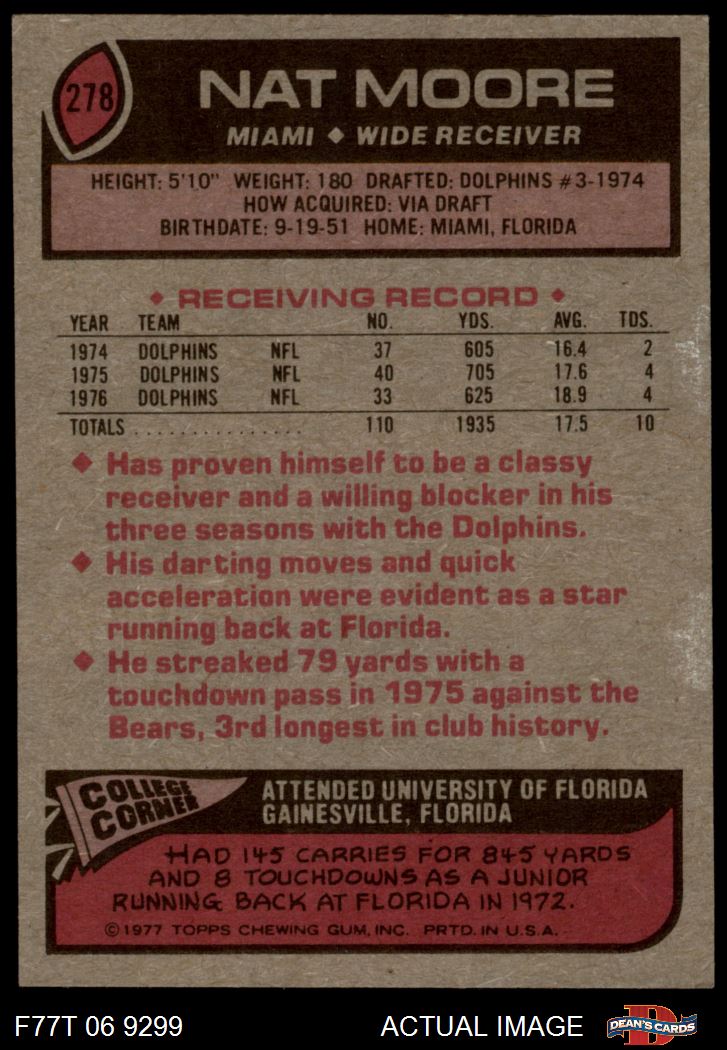 278
NAT MOORE
MIAMI ♦ WIDE RECEIVER
HEIGHT: 5'10" WEIGHT: 180 DRAFTED: DOLPHINS #3-1974
HOW ACQUIRED: VIA DRAFT
BIRTHDATE: 9-19-51 HOME: MIAMI, FLORIDA
♦ RECEIVING RECORD ♦
YEAR TEAM NO. YDS. AVG. TDS.
1974 DOLPHINS NFL 37 605 16.4 2
1975 DOLPHINS NFL 40 705 17.6 4
1976 DOLPHINS NFL 33 625 18.9 4
TOTALS ................ 110 1935 17.5 10
♦ Has proven himself to be a classy
receiver and a willing blocker in his
three seasons with the Dolphins.
♦ His darting moves and quick
acceleration were evident as a star
running back at Florida.
♦ He streaked 79 yards with a
touchdown pass in 1975 against the
Bears, 3rd longest in club history.
COLLEGE
CORNER
ATTENDED UNIVERSITY OF FLORIDA
GAINESVILLE, FLORIDA
HAD 145 CARRIES FOR 845 YARDS
AND 8 TOUCHDOWNS AS A JUNIOR
RUNNING BACK AT FLORIDA IN 1972.
©1977 TOPPS CHEWING GUM, INC. PRTD. IN U.S.A.
F77T 06 9299
ACTUAL IMAGE
D
DEAN'S CARDS